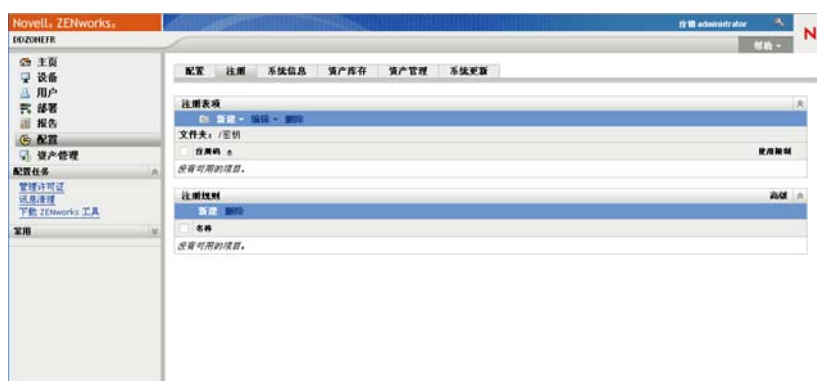 Novell® ZENworks®
注销 administrator
DDZONEFR
帮助
N
主页
设备
用户
部署
报告
配置
资产管理
配置任务
管理许可证
讯息清理
下载 ZENworks 工具
常用
配置 注册 系统信息 资产库存 资产管理 系统更新
注册表项
新建 编辑 删除
文件夹：/密钥
注册码 使用限制
没有可用的项目。
注册规则 高级
新建 删除
名称
没有可用的项目。